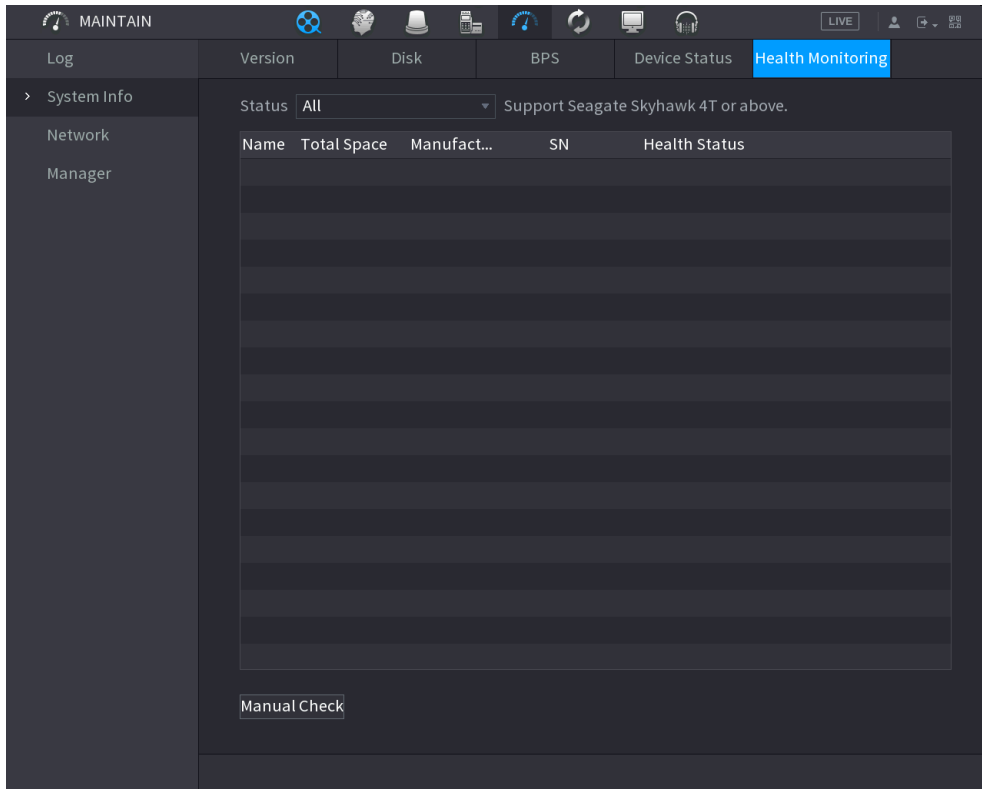 MAINTAIN
LIVE
Log
Version Disk BPS Device Status Health Monitoring
System Info
Status All Support Seagate Skyhawk 4T or above.
Network
Name Total Space Manufact... SN Health Status
Manager
Manual Check